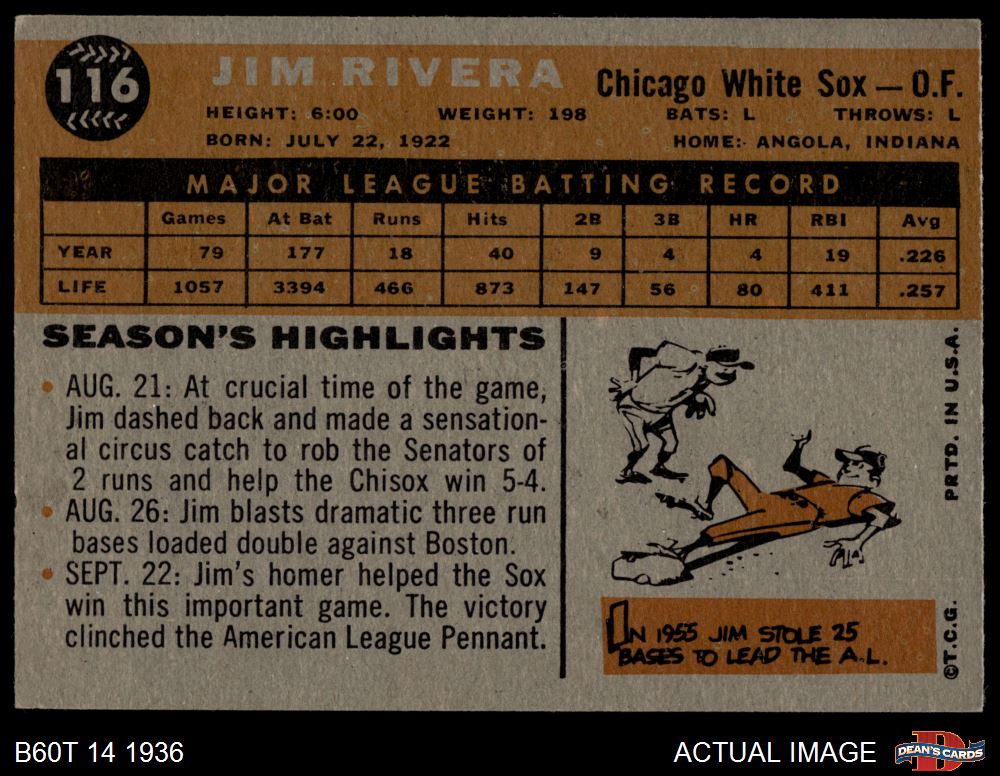 116
JIM RIVERA
Chicago White Sox — O.F.
HEIGHT: 6:00 WEIGHT: 198 BATS: L THROWS: L
BORN: JULY 22, 1922 HOME: ANGOLA, INDIANA
MAJOR LEAGUE BATTING RECORD
Games At Bat Runs Hits 2B 3B HR RBI Avg
YEAR 79 177 18 40 9 4 4 19 .226
LIFE 1057 3394 466 873 147 56 80 411 .257
SEASON'S HIGHLIGHTS
• AUG. 21: At crucial time of the game,
Jim dashed back and made a sensation-
al circus catch to rob the Senators of
2 runs and help the Chisox win 5-4.
• AUG. 26: Jim blasts dramatic three run
bases loaded double against Boston.
• SEPT. 22: Jim's homer helped the Sox
win this important game. The victory
clinched the American League Pennant.
IN 1955 JIM STOLE 25
BASES TO LEAD THE A.L.
©T.C.G. PRTD. IN U.S.A.
B60T 14 1936
ACTUAL IMAGE
DEAN'S CARDS